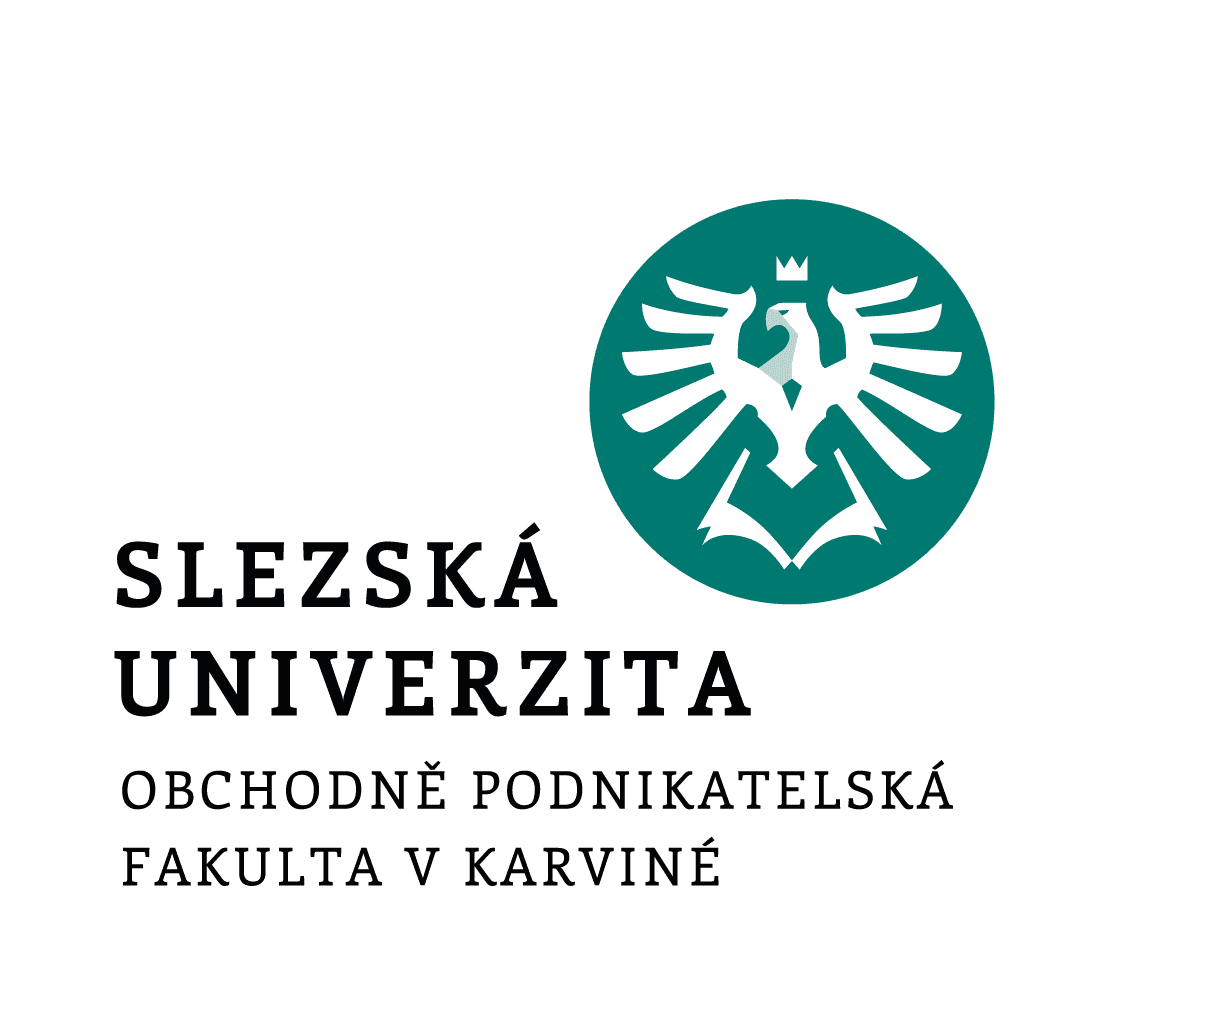 SLEZSKÁ
UNIVERZITA
OBCHODNĚ PODNIKATELSKÁ
FAKULTA V KARVINÉ